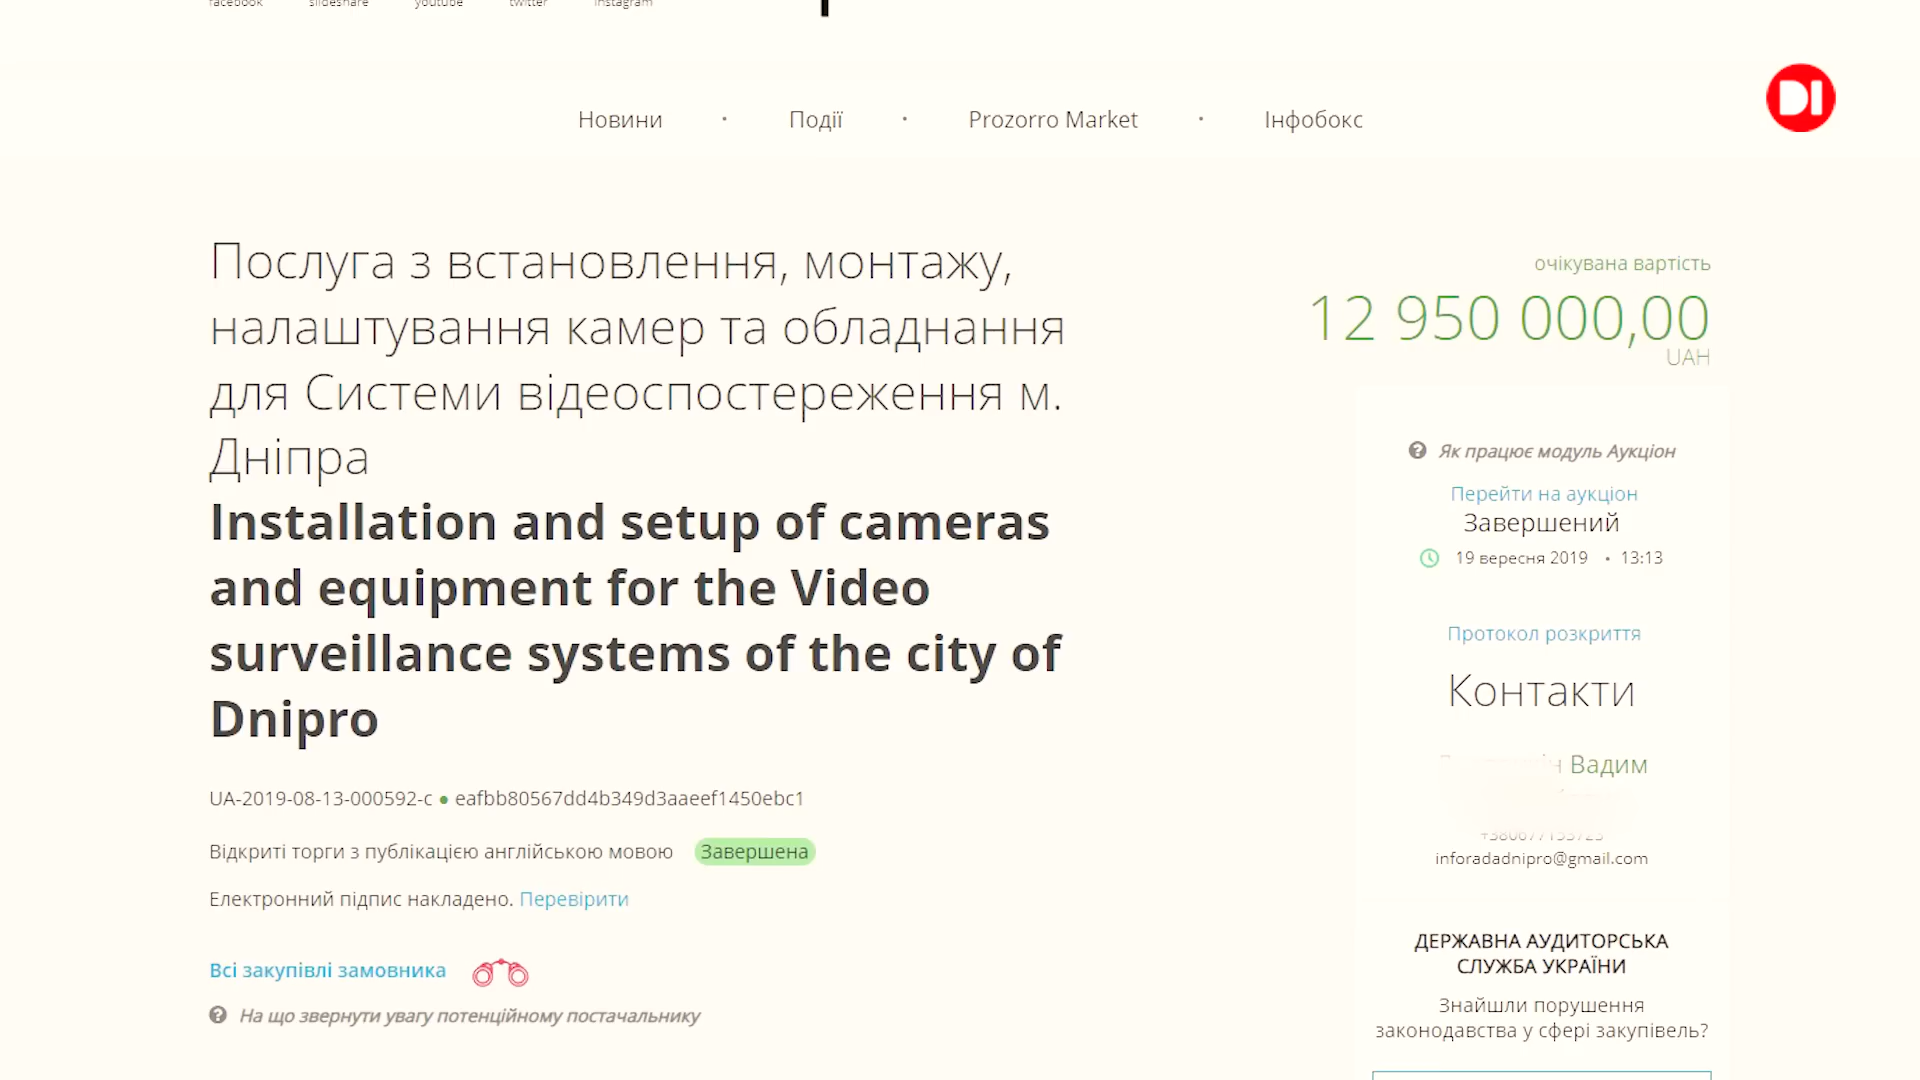 facebook slideshare youtube twitter instagram
DI
Новини · Події · Prozorro Market · Інфобокс
Послуга з встановлення, монтажу,
налаштування камер та обладнання
для Системи відеоспостереження м.
Дніпра
Installation and setup of cameras
and equipment for the Video
surveillance systems of the city of
Dnipro
UA-2019-08-13-000592-c ● eafbb80567dd4b349d3aaeef1450ebc1
Відкриті торги з публікацією англійською мовою Завершена
Електронний підпис накладено. Перевірити
Всі закупівлі замовника
На що звернути увагу потенційному постачальнику
очікувана вартість
12 950 000,00
UAH
Як працює модуль Аукціон
Перейти на аукціон
Завершений
19 вересня 2019 • 13:13
Протокол розкриття
Контакти
Вадим
inforadadnipro@gmail.com
ДЕРЖАВНА АУДИТОРСЬКА
СЛУЖБА УКРАЇНИ
Знайшли порушення
законодавства у сфері закупівель?